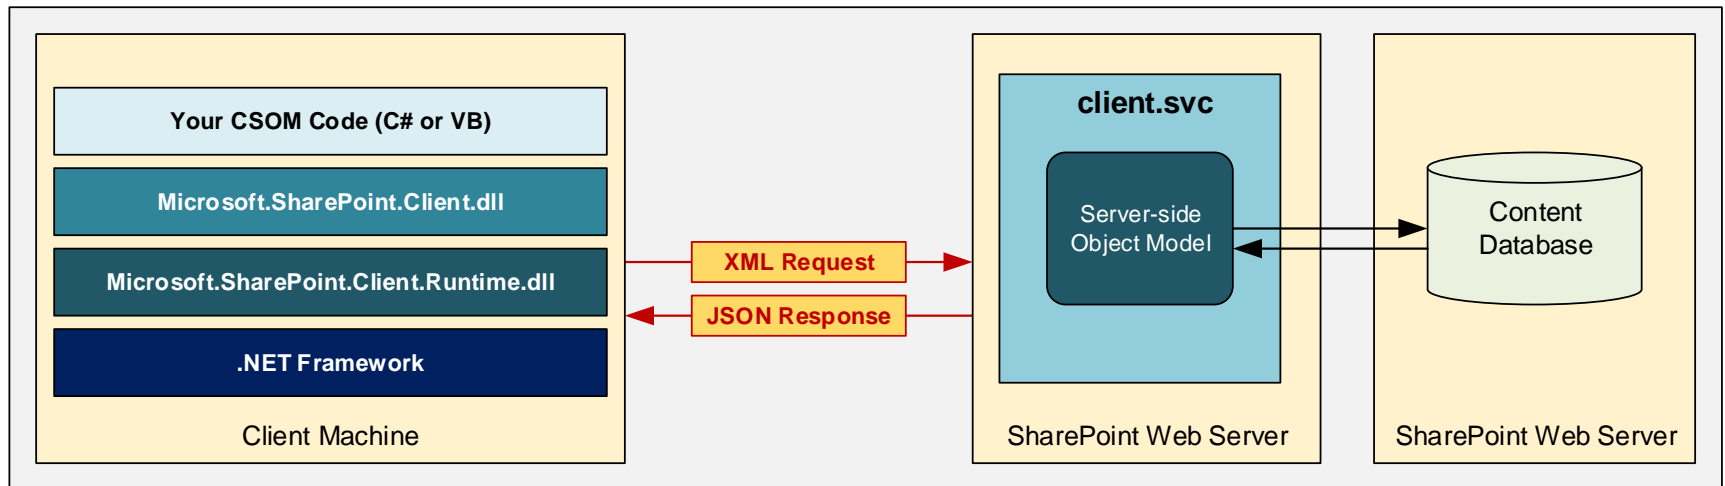 Your CSOM Code (C# or VB)
Microsoft.SharePoint.Client.dll
Microsoft.SharePoint.Client.Runtime.dll
.NET Framework
Client Machine
XML Request
JSON Response
client.svc
Server-side
Object Model
SharePoint Web Server
Content
Database
SharePoint Web Server